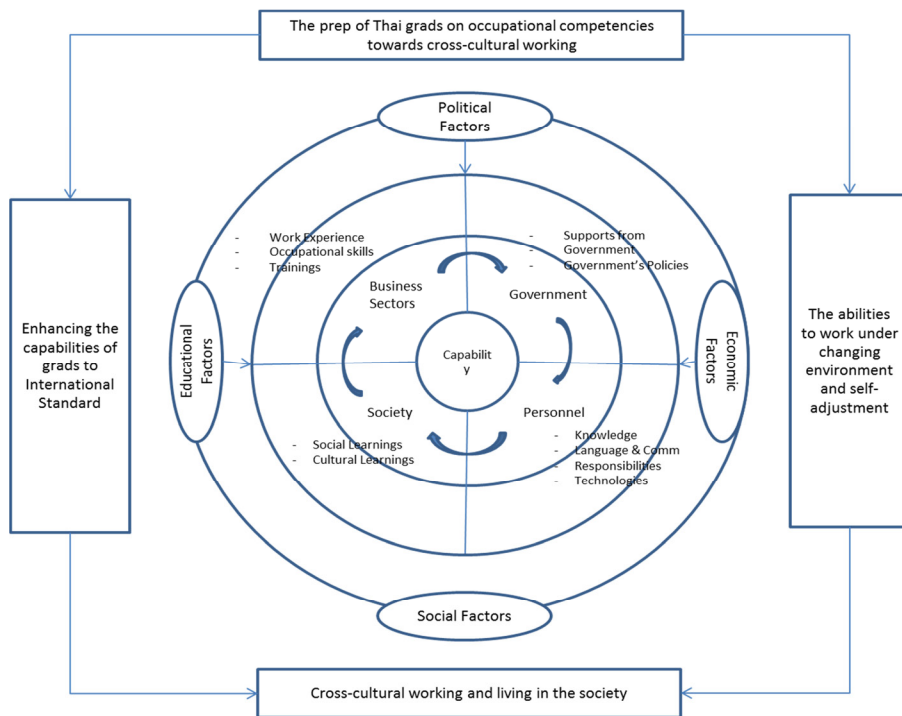 The prep of Thai grads on occupational competencies
towards cross-cultural working
Political
Factors
- Work Experience
- Occupational skills
- Trainings
- Supports from
- Government
- Government's Policies
Business
Sectors
Government
Enhancing the
capabilities of
grads to
International
Standard
Educational
Factors
Capabilit
y
Economic
Factors
The abilities
to work under
changing
environment
and self-
adjustment
Society
Personnel
- Social Learnings
- Cultural Learnings
- Knowledge
- Language & Comm
- Responsibilities
- Technologies
Social Factors
Cross-cultural working and living in the society